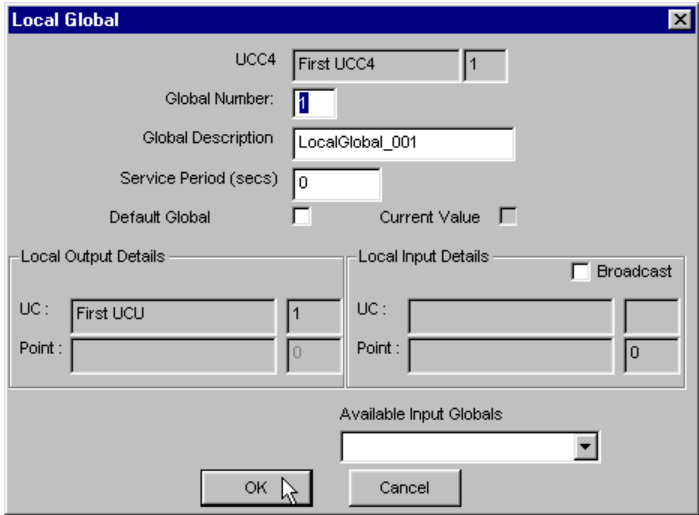 Local Global
UCC4 First UCC4 1
Global Number: 1
Global Description LocalGlobal_001
Service Period (secs) 0
Default Global Current Value
Local Output Details Local Input Details
Broadcast
UC : First UCU 1 UC :
Point : 0 Point : 0
Available Input Globals
OK Cancel